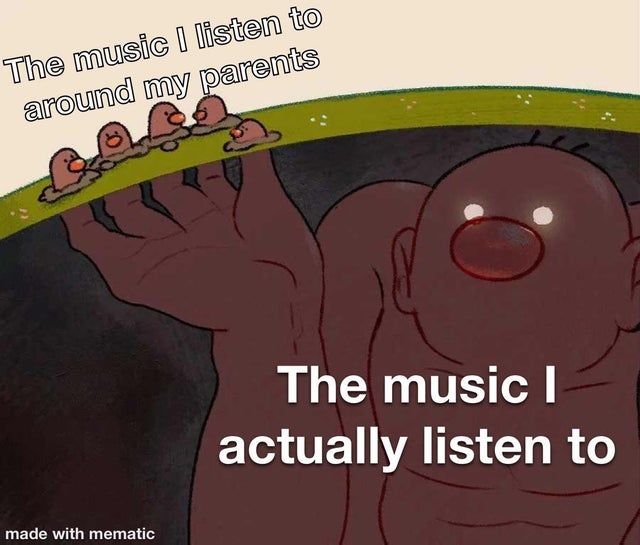 The music I listen to
around my parents
The music I
actually listen to
made with mematic